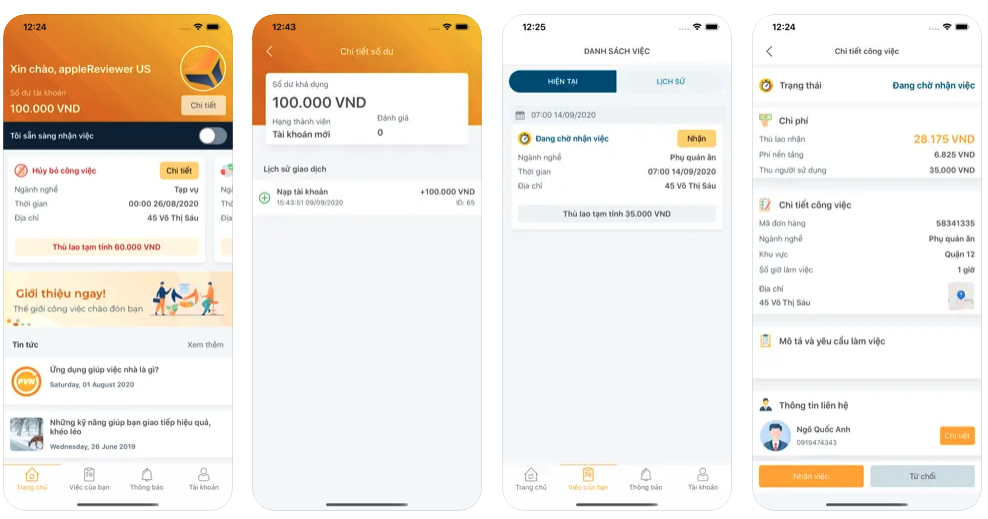 12:24
Xin chào, appleReviewer US
Số dư tài khoản
100.000 VND
Chi tiết
Tôi sẵn sàng nhận việc
Hủy bỏ công việc
Chi tiết
Ngành nghề
Tạp vụ
Thời gian
00:00 26/08/2020
Địa chỉ
45 Võ Thị Sáu
Thù lao tạm tính 60.000 VND
Giới thiệu ngay!
Thế giới công việc chào đón bạn
Tin tức
Xem thêm
PVN
Ứng dụng giúp việc nhà là gì?
Saturday, 01 August 2020
Những kỹ năng giúp bạn giao tiếp hiệu quả,
khéo léo
Wednesday, 26 June 2019
Trang chủ
Việc của bạn
Thông báo
Tài khoản
12:43
Chi tiết số dư
Số dư khả dụng
100.000 VND
Hạng thành viên
Đánh giá
Tài khoản mới
0
Lịch sử giao dịch
Nạp tài khoản
+100.000 VND
15:43:51 09/09/2020
ID: 65
12:25
DANH SÁCH VIỆC
HIỆN TẠI
LỊCH SỬ
07:00 14/09/2020
Đang chờ nhận việc
Nhận
Ngành nghề
Phụ quán ăn
Thời gian
07:00 14/09/2020
Địa chỉ
45 Võ Thị Sáu
Thù lao tạm tính 35.000 VND
Trang chủ
Việc của bạn
Thông báo
Tài khoản
12:24
Chi tiết công việc
Trạng thái
Đang chờ nhận việc
Chi phí
Thù lao nhận
28.175 VND
Phí nền tảng
6.825 VND
Thu người sử dụng
35.000 VND
Chi tiết công việc
Mã đơn hàng
58341335
Ngành nghề
Phụ quán ăn
Khu vực
Quận 12
Số giờ làm việc
1 giờ
Địa chỉ
45 Võ Thị Sáu
Mô tả và yêu cầu làm việc
Thông tin liên hệ
Ngô Quốc Anh
0919474343
Chi tiết
Nhận việc
Từ chối